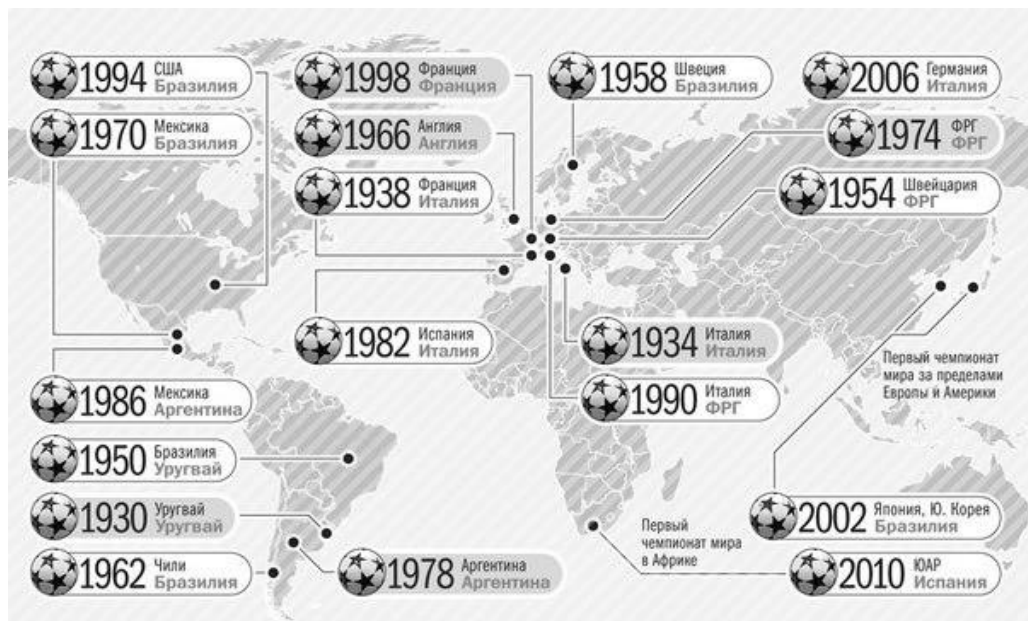 1994 США
Бразилия
1970 Мексика
Бразилия
1998 Франция
Франция
1966 Англия
Англия
1938 Франция
Италия
1958 Швеция
Бразилия
2006 Германия
Италия
1974 ФРГ
ФРГ
1954 Швейцария
ФРГ
1982 Испания
Италия
1934 Италия
Италия
1990 Италия
ФРГ
Первый чемпионат
мира за пределами
Европы и Америки
1986 Мексика
Аргентина
1950 Бразилия
Уругвай
1930 Уругвай
Уругвай
1962 Чили
Бразилия
1978 Аргентина
Аргентина
Первый
чемпионат мира
в Африке
2002 Япония, Ю. Корея
Бразилия
2010 ЮАР
Испания